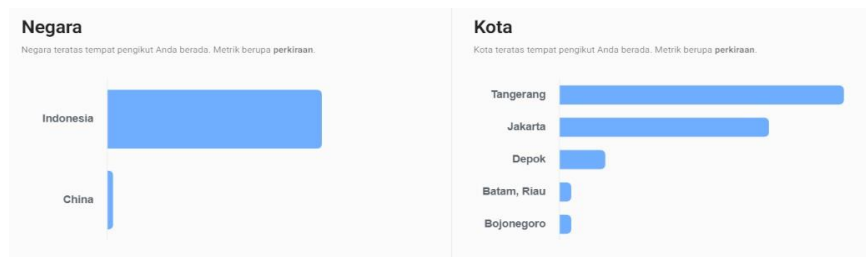 Negara
Negara teratas tempat pengikut Anda berada. Metrik berupa perkiraan.
Indonesia
China
Kota
Kota teratas tempat pengikut Anda berada. Metrik berupa perkiraan.
Tangerang
Jakarta
Depok
Batam, Riau
Bojonegoro